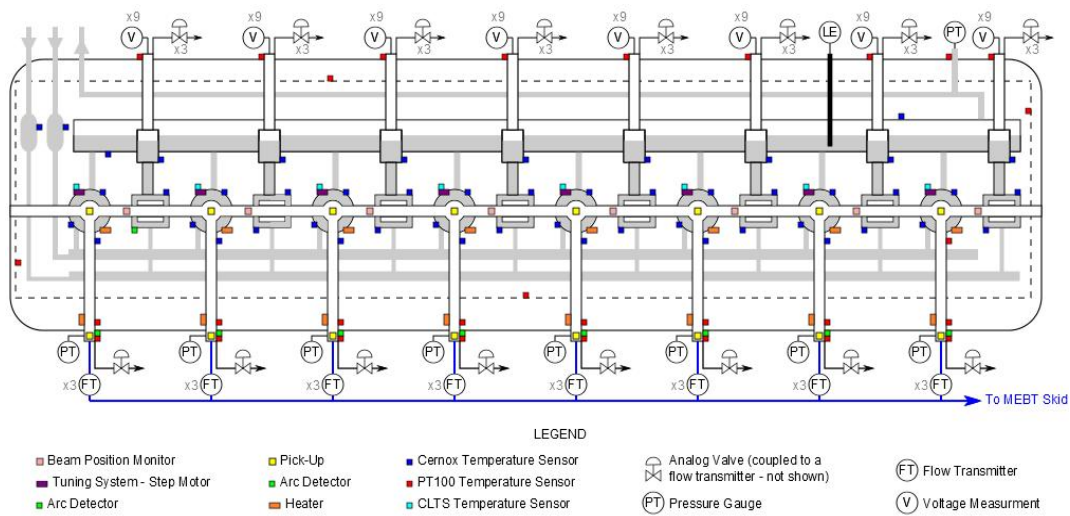 x9 x9 x9 x9 x9 x9 x9 x9
V V V V V V LE V PT V
x3 x3 x3 x3 x3 x3 x3 x3
PT PT PT PT PT PT PT PT
x3 FT x3 FT x3 FT x3 FT x3 FT x3 FT x3 FT x3 FT
To MEBT Skid
LEGEND
Beam Position Monitor
Tuning System - Step Motor
Arc Detector
Pick-Up
Arc Detector
Heater
Cernox Temperature Sensor
PT100 Temperature Sensor
CLTS Temperature Sensor
Analog Valve (coupled to a
flow transmitter - not shown)
PT Pressure Gauge
FT Flow Transmitter
V Voltage Measurment